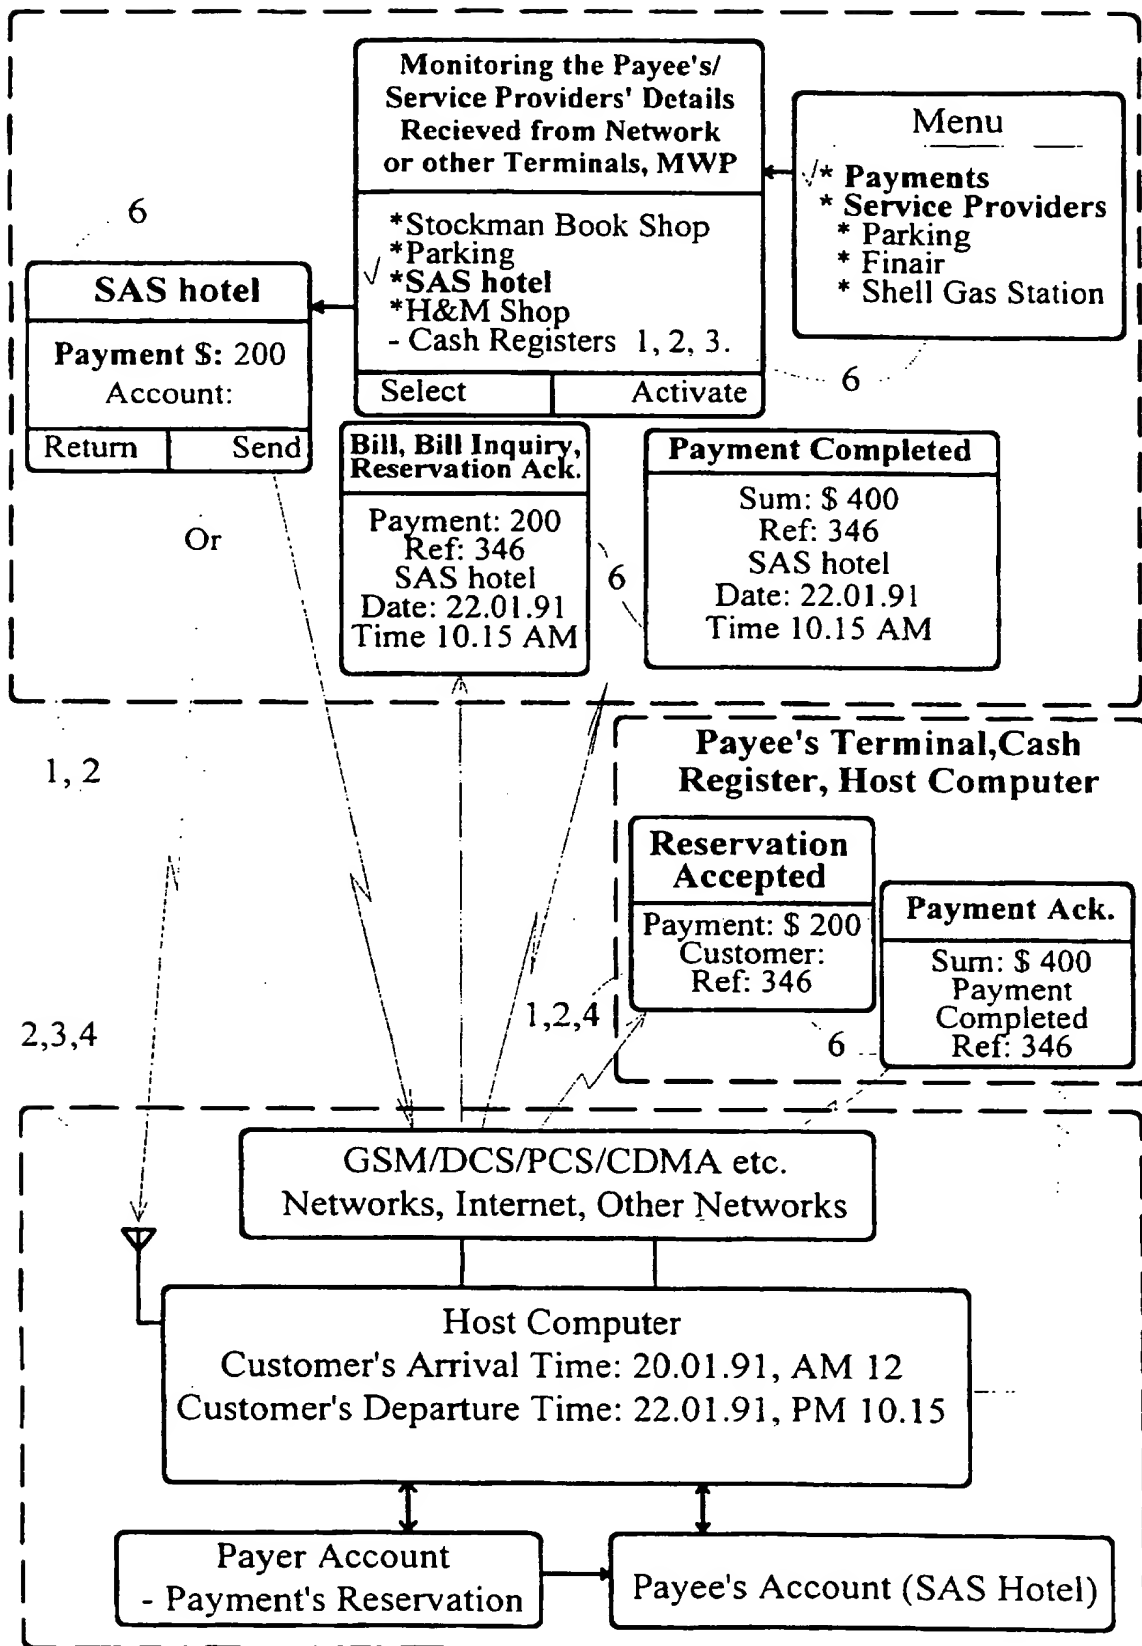 Monitoring the Payee's/
Service Providers' Details
Recieved from Network
or other Terminals, MWP
*Stockman Book Shop
*Parking
√ *SAS hotel
*H&M Shop
- Cash Registers 1, 2, 3.
Select Activate
Menu
√* Payments
* Service Providers
* Parking
* Finair
* Shell Gas Station
6
6
SAS hotel
Payment $: 200
Account:
Return Send
Or
Bill, Bill Inquiry,
Reservation Ack.
Payment: 200
Ref: 346
SAS hotel
Date: 22.01.91
Time 10.15 AM
6
Payment Completed
Sum: $ 400
Ref: 346
SAS hotel
Date: 22.01.91
Time 10.15 AM
1, 2
Payee's Terminal,Cash
Register, Host Computer
Reservation
Accepted
Payment: $ 200
Customer:
Ref: 346
Payment Ack.
Sum: $ 400
Payment
Completed
Ref: 346
1,2,4
6
2,3,4
GSM/DCS/PCS/CDMA etc.
Networks, Internet, Other Networks
Host Computer
Customer's Arrival Time: 20.01.91, AM 12
Customer's Departure Time: 22.01.91, PM 10.15
Payer Account
- Payment's Reservation
Payee's Account (SAS Hotel)